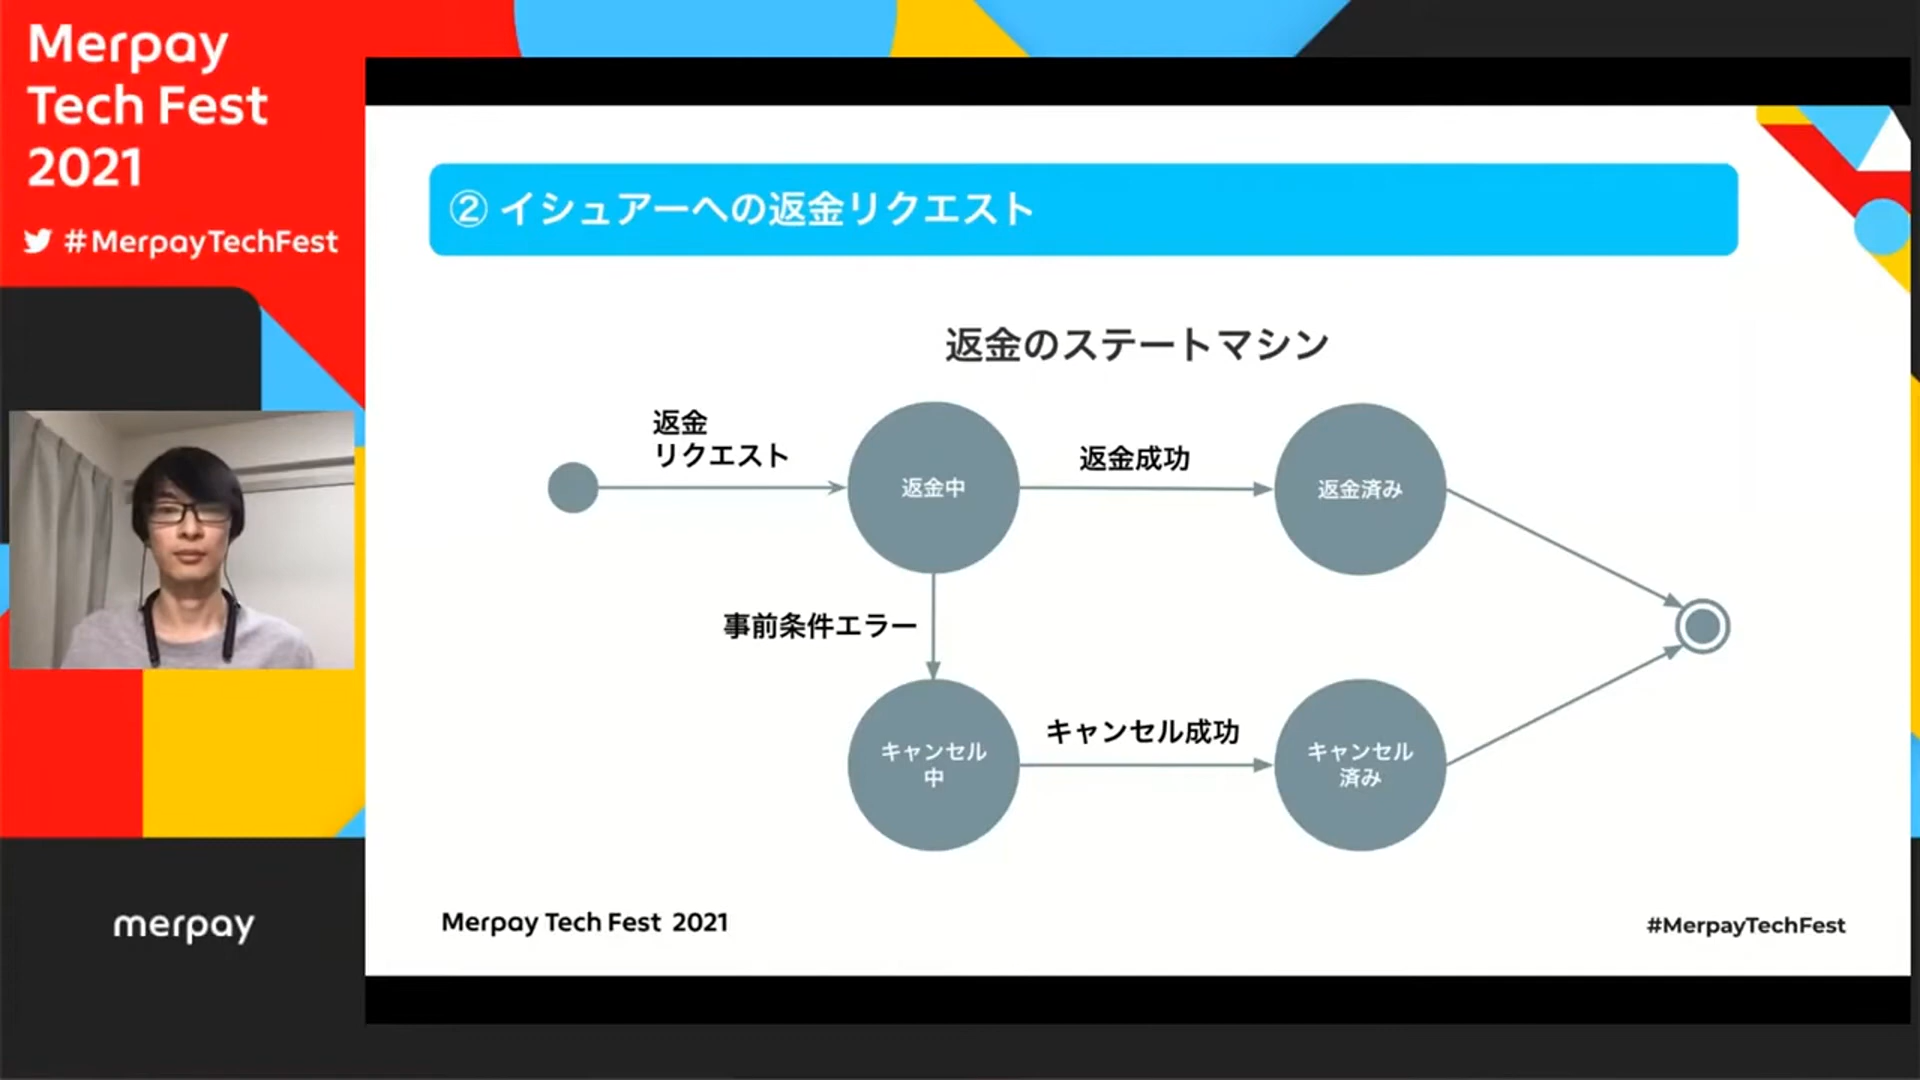 Merpay
Tech Fest
2021
#MerpayTechFest
merpay
② イシュアーへの返金リクエスト
返金のステートマシン
返金
リクエスト
返金中
返金成功
返金済み
事前条件エラー
キャンセル
中
キャンセル成功
キャンセル
済み
Merpay Tech Fest 2021
#MerpayTechFest